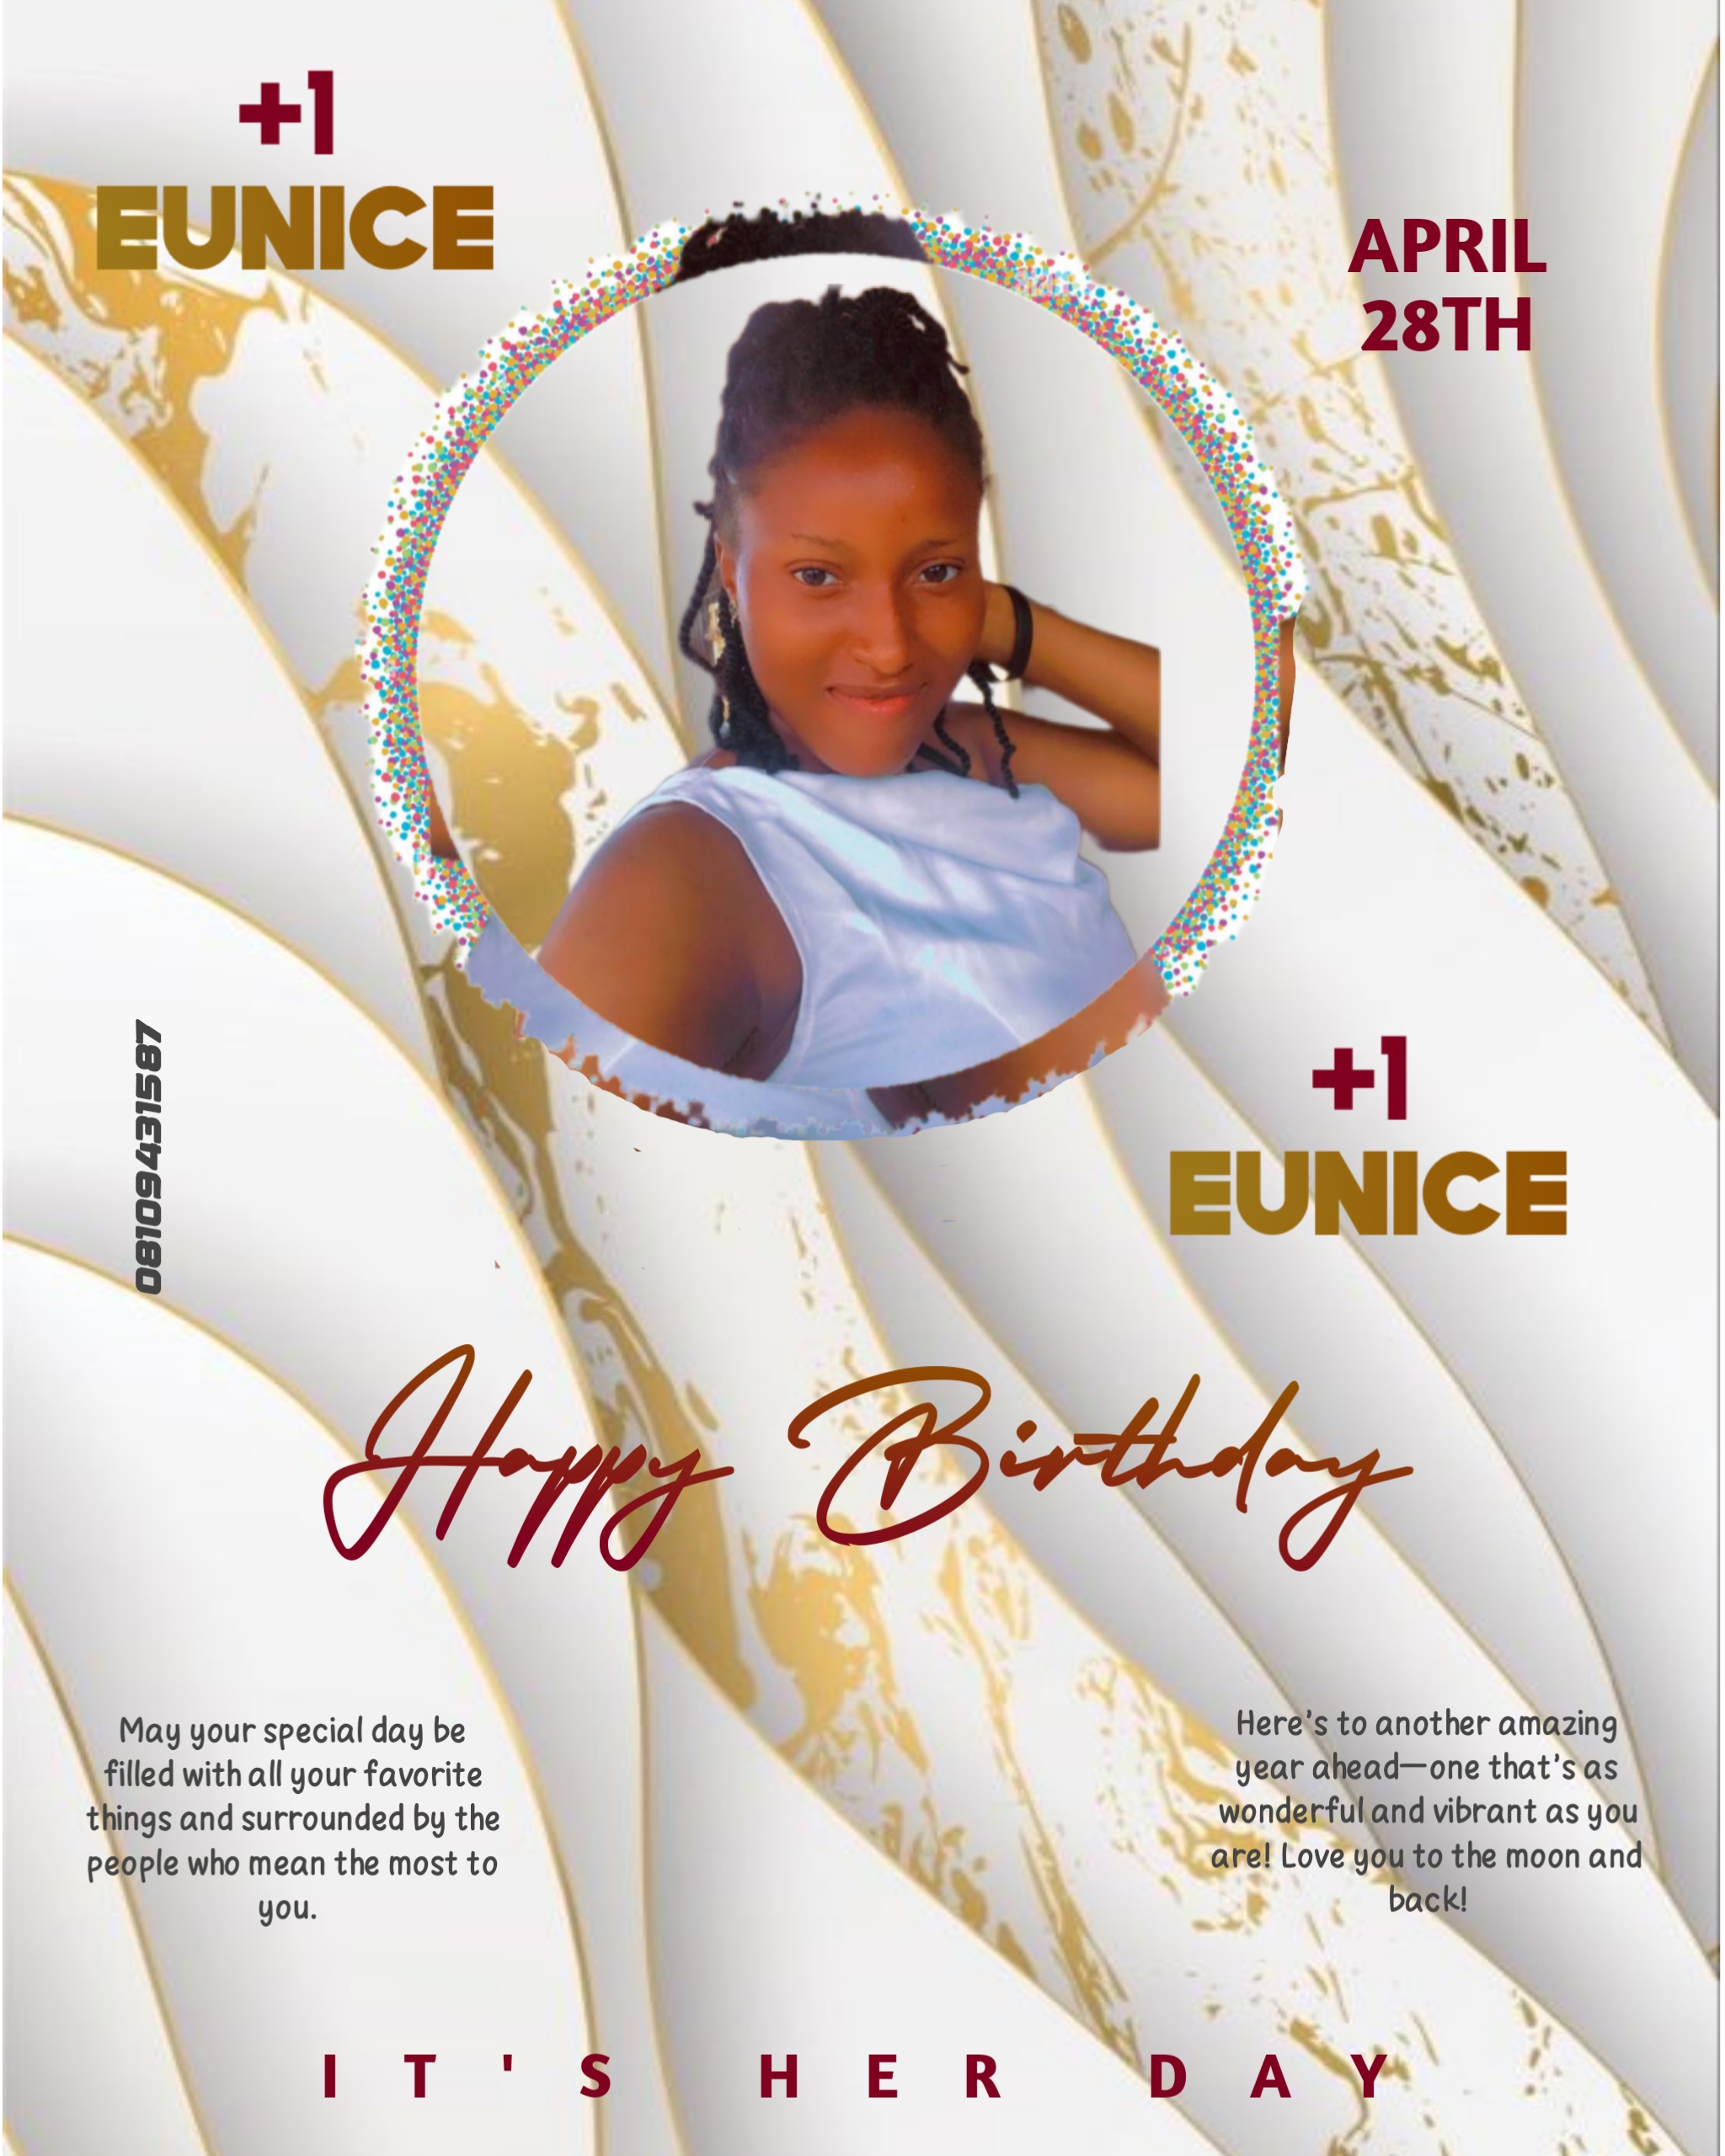 +1
EUNICE
APRIL
28TH
08109431587
+1
EUNICE
Happy Birthday
May your special day be
filled with all your favorite
things and surrounded by the
people who mean the most to
you.
Here's to another amazing
year ahead—one that's as
wonderful and vibrant as you
are! Love you to the moon and
back!
IT'S HER DAY